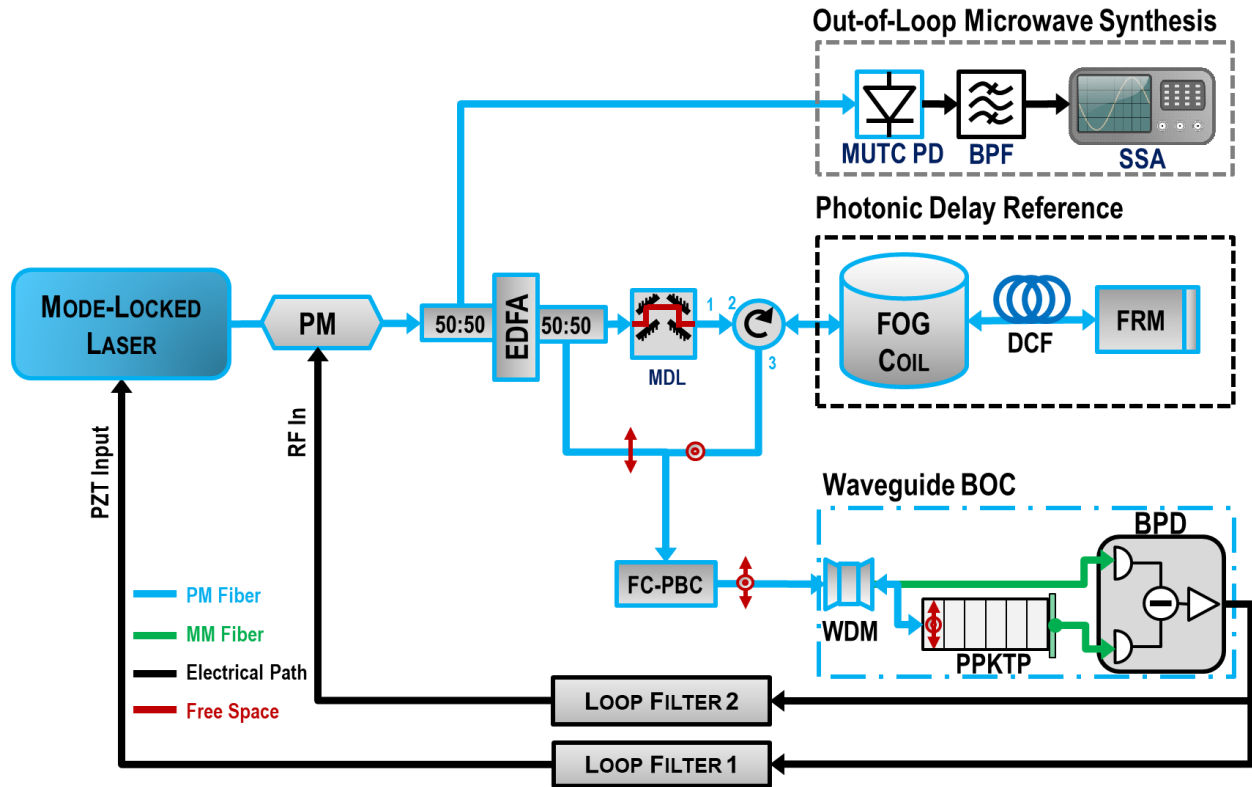 Out-of-Loop Microwave Synthesis
MUTC PD
BPF
SSA
Photonic Delay Reference
MODE-LOCKED
LASER
PM
50:50
EDFA
50:50
MDL
1
2
3
FOG
COIL
DCF
FRM
PZT Input
RF In
Waveguide BOC
BPD
FC-PBC
WDM
PPKTP
PM Fiber
MM Fiber
Electrical Path
Free Space
LOOP FILTER 2
LOOP FILTER 1